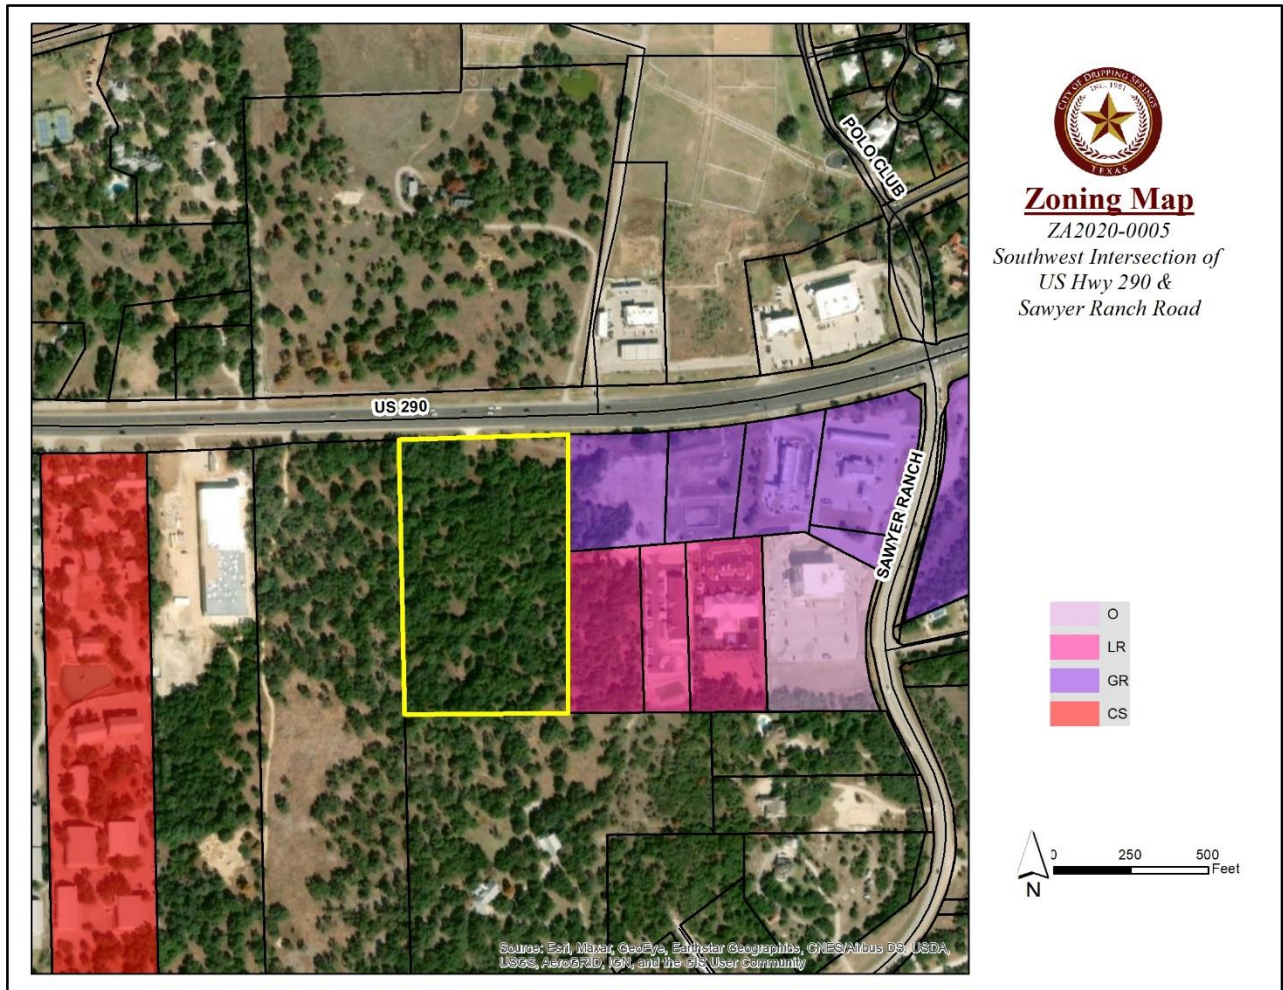 CITY OF DRIPPING SPRINGS
INC. 1981
TEXAS
Zoning Map
ZA2020-0005
Southwest Intersection of
US Hwy 290 &
Sawyer Ranch Road
POLO CLUB
US 290
SAWYER RANCH
O
LR
GR
CS
0 250 500
Feet
N
Source: Esri, Maxar, GeoEye, Earthstar Geographics, CNES/Airbus DS, USDA,
USGS, AeroGRID, IGN, and the GIS User Community